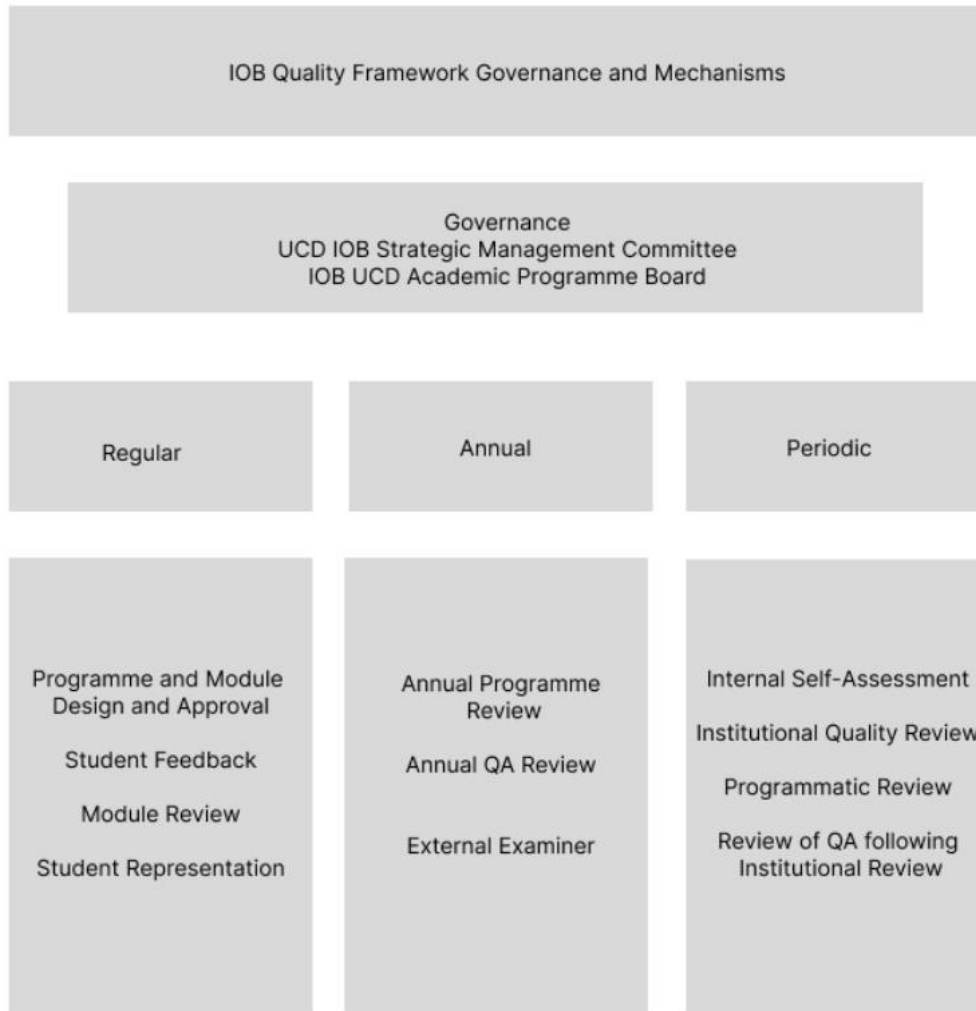 IOB Quality Framework Governance and Mechanisms
Governance
UCD IOB Strategic Management Committee
IOB UCD Academic Programme Board
Regular
Annual
Periodic
Programme and Module
Design and Approval
Student Feedback
Module Review
Student Representation
Annual Programme
Review
Annual QA Review
External Examiner
Internal Self-Assessment
Institutional Quality Review
Programmatic Review
Review of QA following
Institutional Review